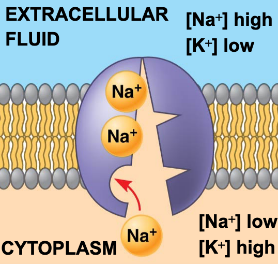 EXTRACELLULAR
FLUID
[Na⁺] high
[K⁺] low
Na⁺
Na⁺
Na⁺
CYTOPLASM
[Na⁺] low
[K⁺] high